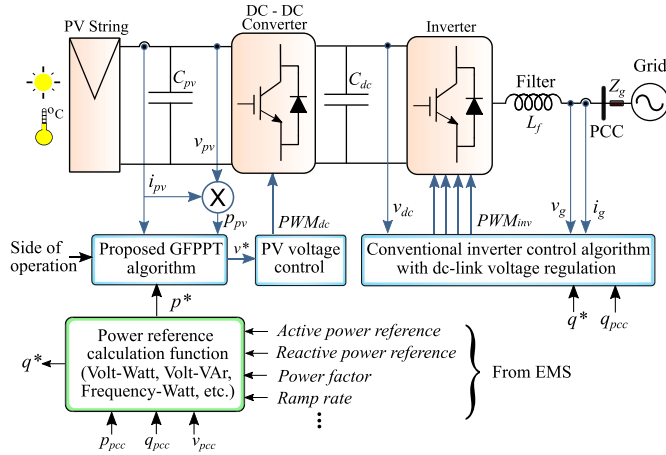 PV String
DC - DC
Converter
Inverter
Grid
°C
C_pv
C_dc
Filter
L_f
Z_g
PCC
v_pv
i_pv
X
p_pv
PWM_dc
v_dc
PWM_inv
v_g
i_g
Side of
operation
Proposed GFPPT
algorithm
v*
PV voltage
control
Conventional inverter control algorithm
with dc-link voltage regulation
p*
q*
q_pcc
Power reference
calculation function
(Volt-Watt, Volt-VAr,
Frequency-Watt, etc.)
q*
Active power reference
Reactive power reference
Power factor
Ramp rate
⋮
From EMS
p_pcc
q_pcc
v_pcc